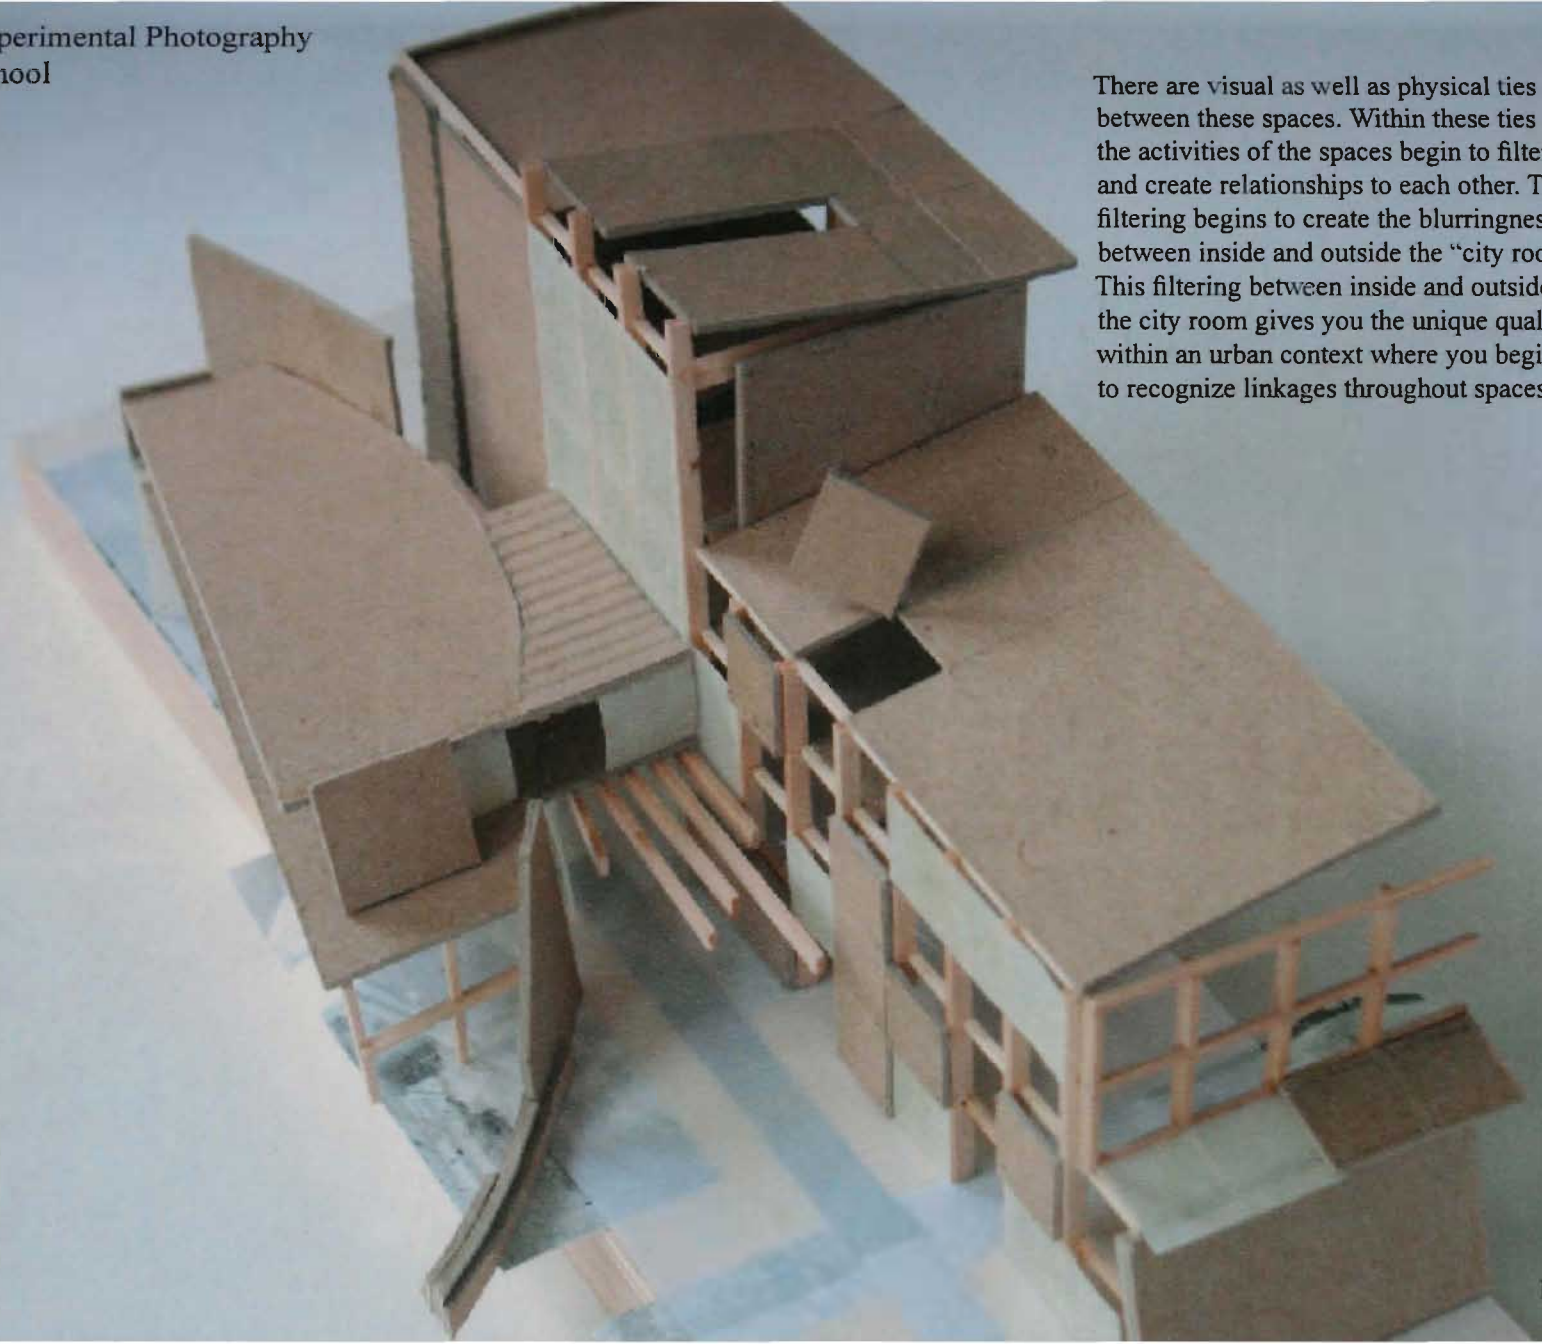 perimental Photography
hool
There are visual as well as physical ties
between these spaces. Within these ties
the activities of the spaces begin to filte
and create relationships to each other. T
filtering begins to create the blurringnes
between inside and outside the “city roo
This filtering between inside and outside
the city room gives you the unique qual
within an urban context where you begi
to recognize linkages throughout spaces